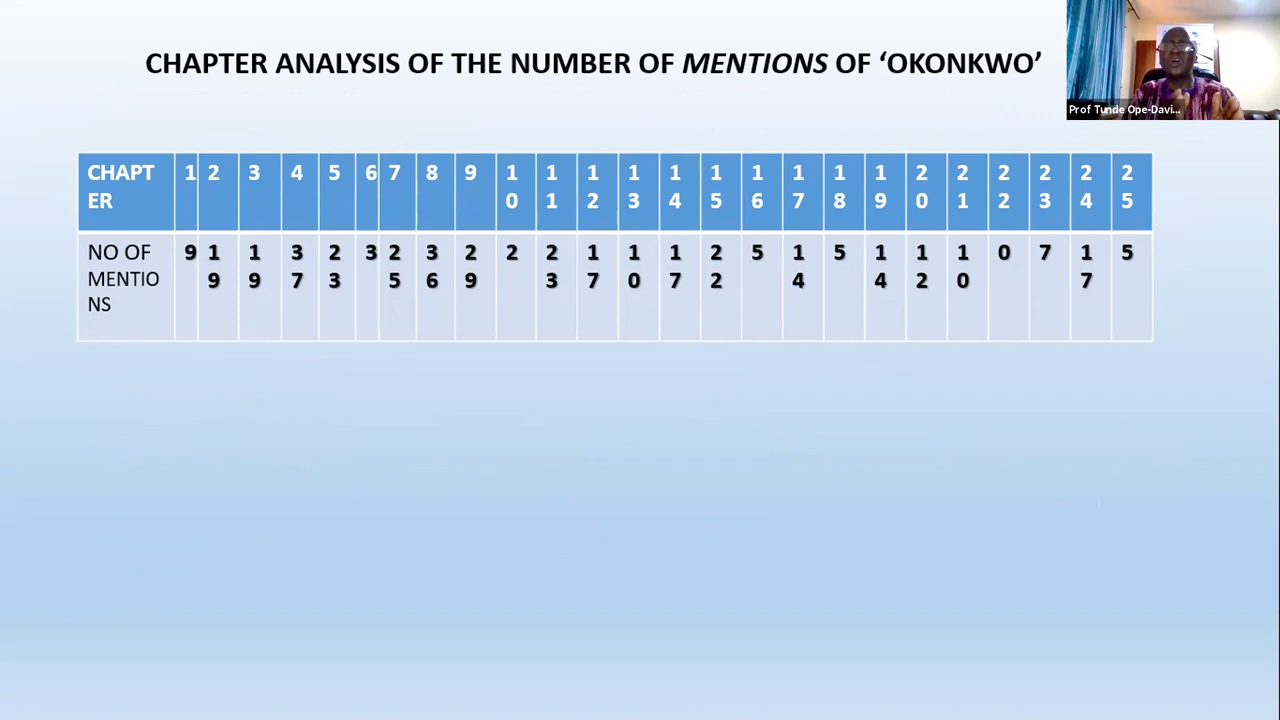 CHAPTER ANALYSIS OF THE NUMBER OF MENTIONS OF ‘OKONKWO’
Prof Tunde Ope-Davi...
CHAPTER 1 2 3 4 5 6 7 8 9 10 11 12 13 14 15 16 17 18 19 20 21 22 23 24 25
NO OF MENTIONS 9 19 19 37 23 3 25 36 29 2 23 17 10 17 22 5 14 5 14 12 10 0 7 17 5